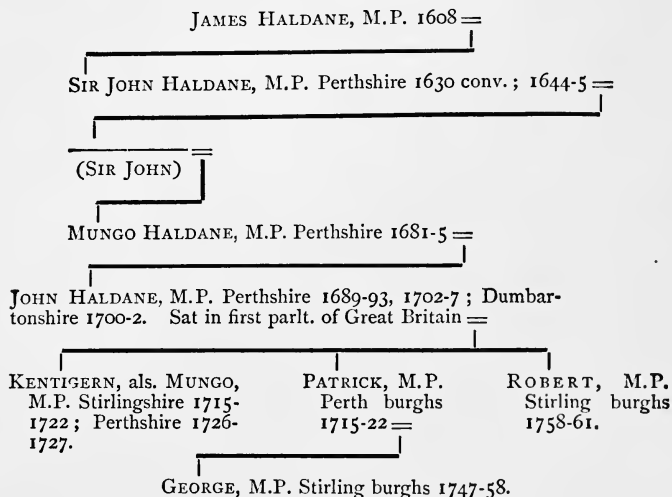 JAMES HALDANE, M.P. 1608
SIR JOHN HALDANE, M.P. Perthshire 1630 conv.; 1644-5
(SIR JOHN)
MUNGO HALDANE, M.P. Perthshire 1681-5
JOHN HALDANE, M.P. Perthshire 1689-93, 1702-7; Dumbar-
tonshire 1700-2. Sat in first parlt. of Great Britain
KENTIGERN, als. MUNGO,
M.P. Stirlingshire 1715-
1722; Perthshire 1726-
1727.
PATRICK, M.P.
Perth burghs
1715-22
ROBERT, M.P.
Stirling burghs
1758-61.
GEORGE, M.P. Stirling burghs 1747-58.